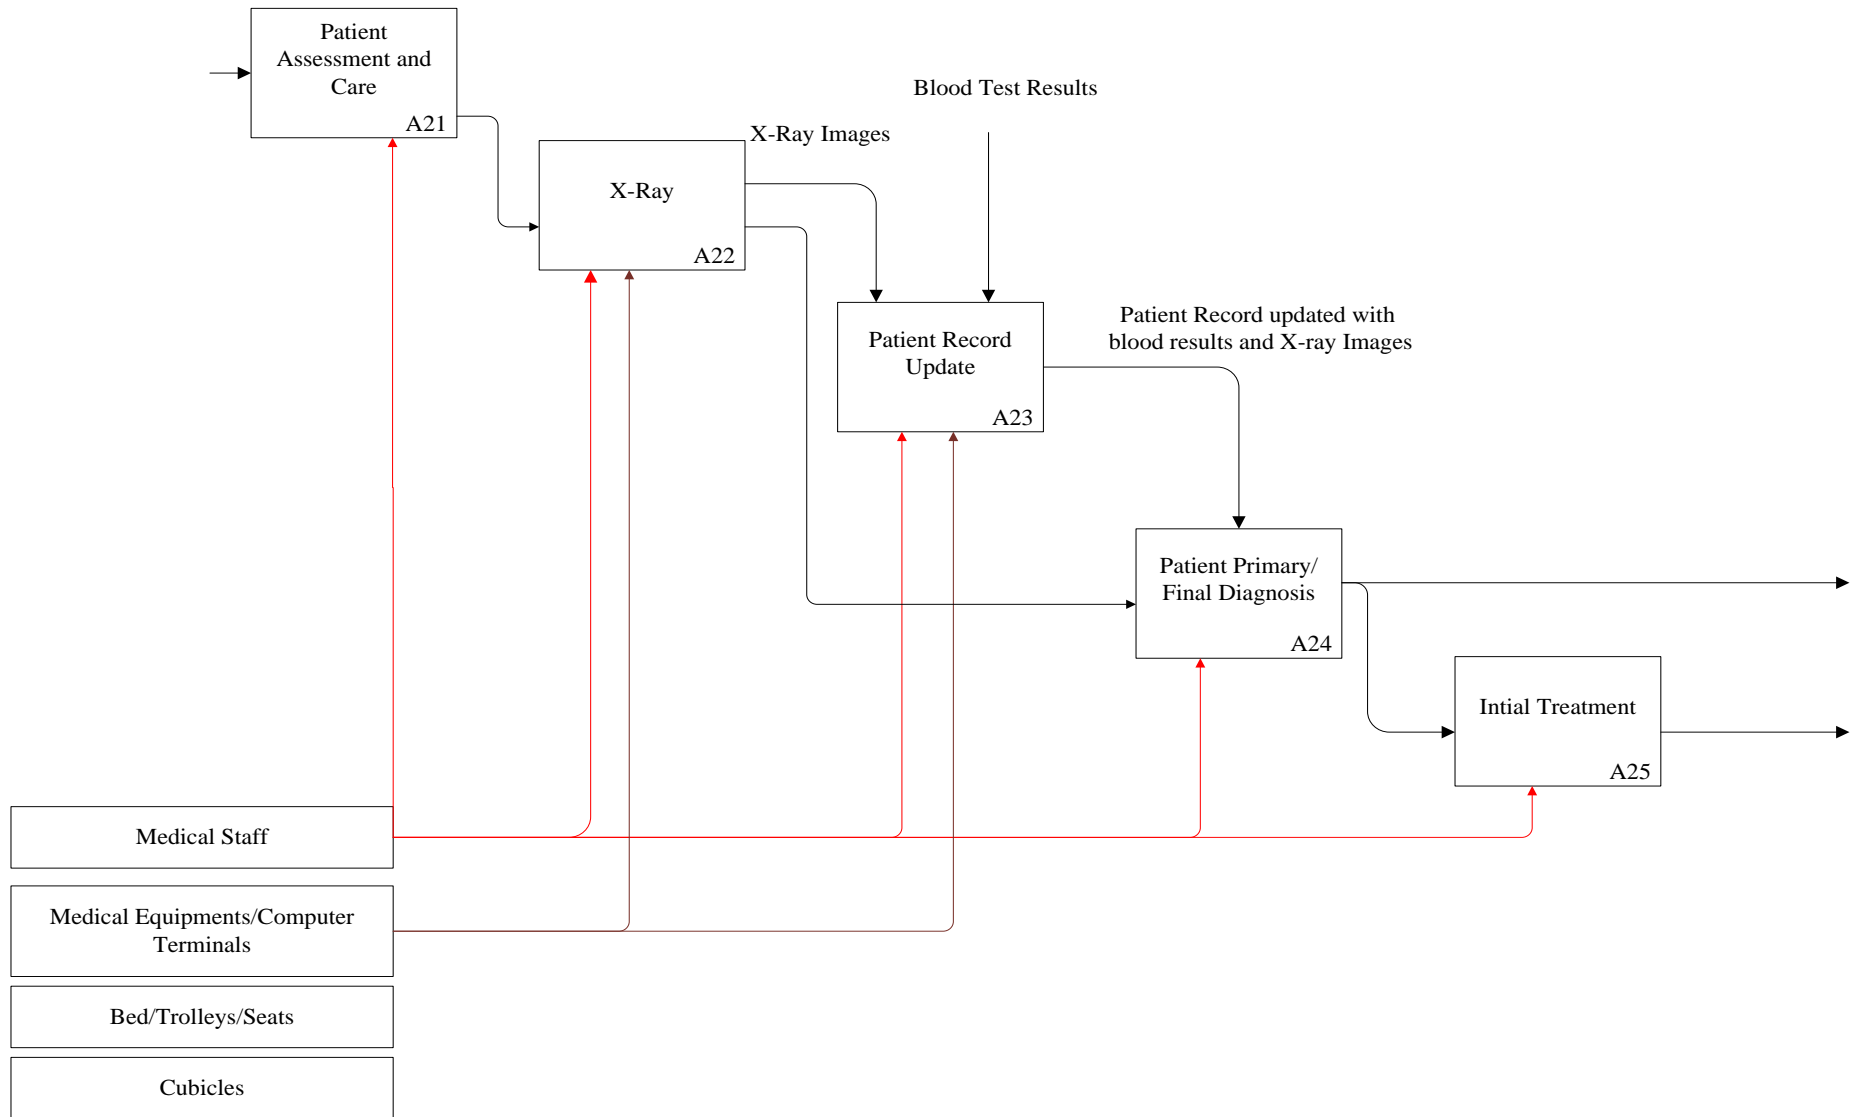 Patient
Assessment and
Care
A21
Blood Test Results
X-Ray Images
X-Ray
A22
Patient Record
Update
A23
Patient Record updated with
blood results and X-ray Images
Patient Primary/
Final Diagnosis
A24
Intial Treatment
A25
Medical Staff
Medical Equipments/Computer
Terminals
Bed/Trolleys/Seats
Cubicles